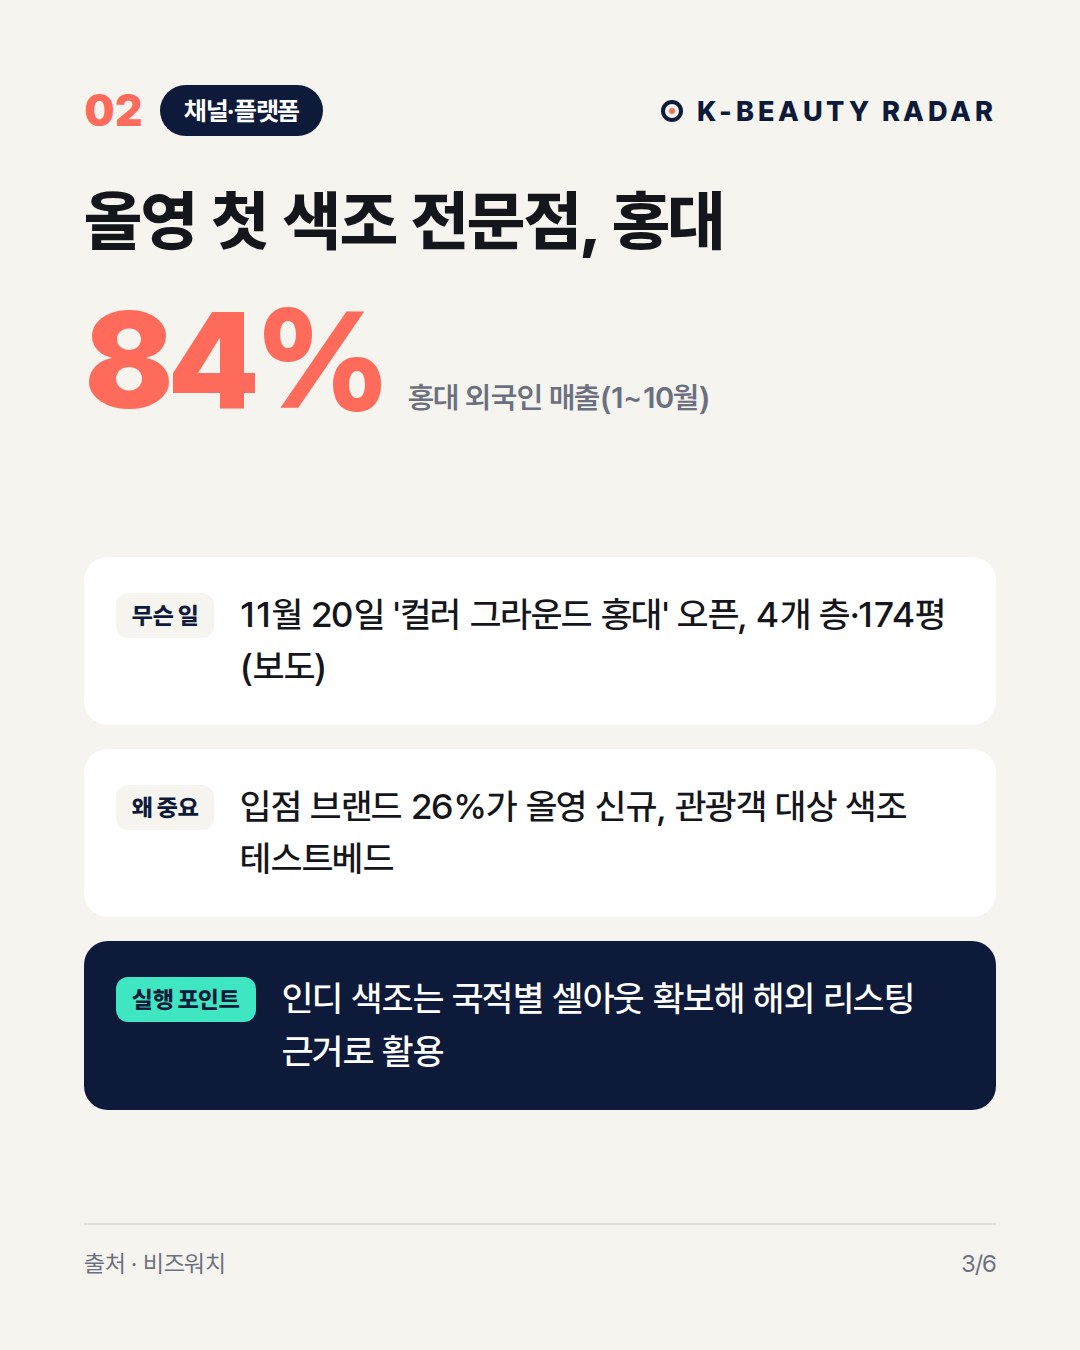 02 채널·플랫폼
K-BEAUTY RADAR
올영 첫 색조 전문점, 홍대
84% 홍대 외국인 매출(1~10월)
무슨 일
11월 20일 '컬러 그라운드 홍대' 오픈, 4개 층·174평
(보도)
왜 중요
입점 브랜드 26%가 올영 신규, 관광객 대상 색조
테스트베드
실행 포인트
인디 색조는 국적별 셀아웃 확보해 해외 리스팅
근거로 활용
출처 · 비즈워치
3/6